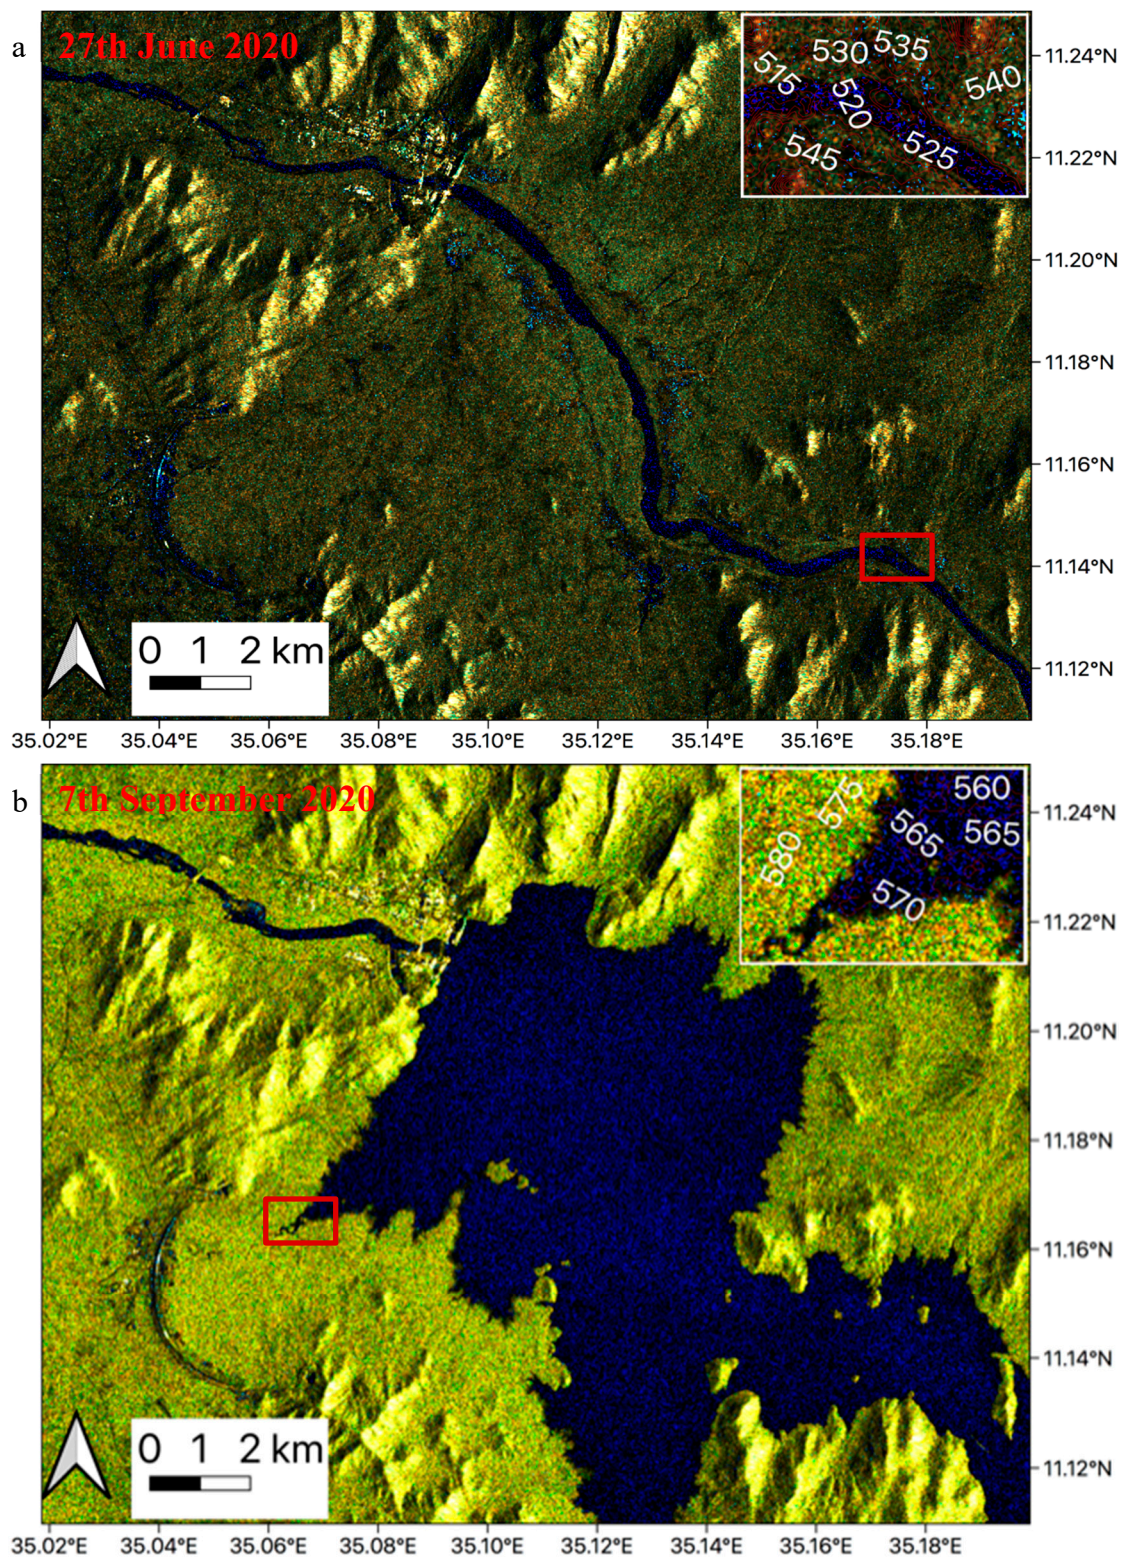 a
27th June 2020
530 535
515
540
520
525
545
11.24°N
11.22°N
11.20°N
11.18°N
11.16°N
11.14°N
11.12°N
0 1 2 km
35.02°E 35.04°E 35.06°E 35.08°E 35.10°E 35.12°E 35.14°E 35.16°E 35.18°E
b
7th September 2020
575
560
565
565
580
570
11.24°N
11.22°N
11.20°N
11.18°N
11.16°N
11.14°N
11.12°N
0 1 2 km
35.02°E 35.04°E 35.06°E 35.08°E 35.10°E 35.12°E 35.14°E 35.16°E 35.18°E